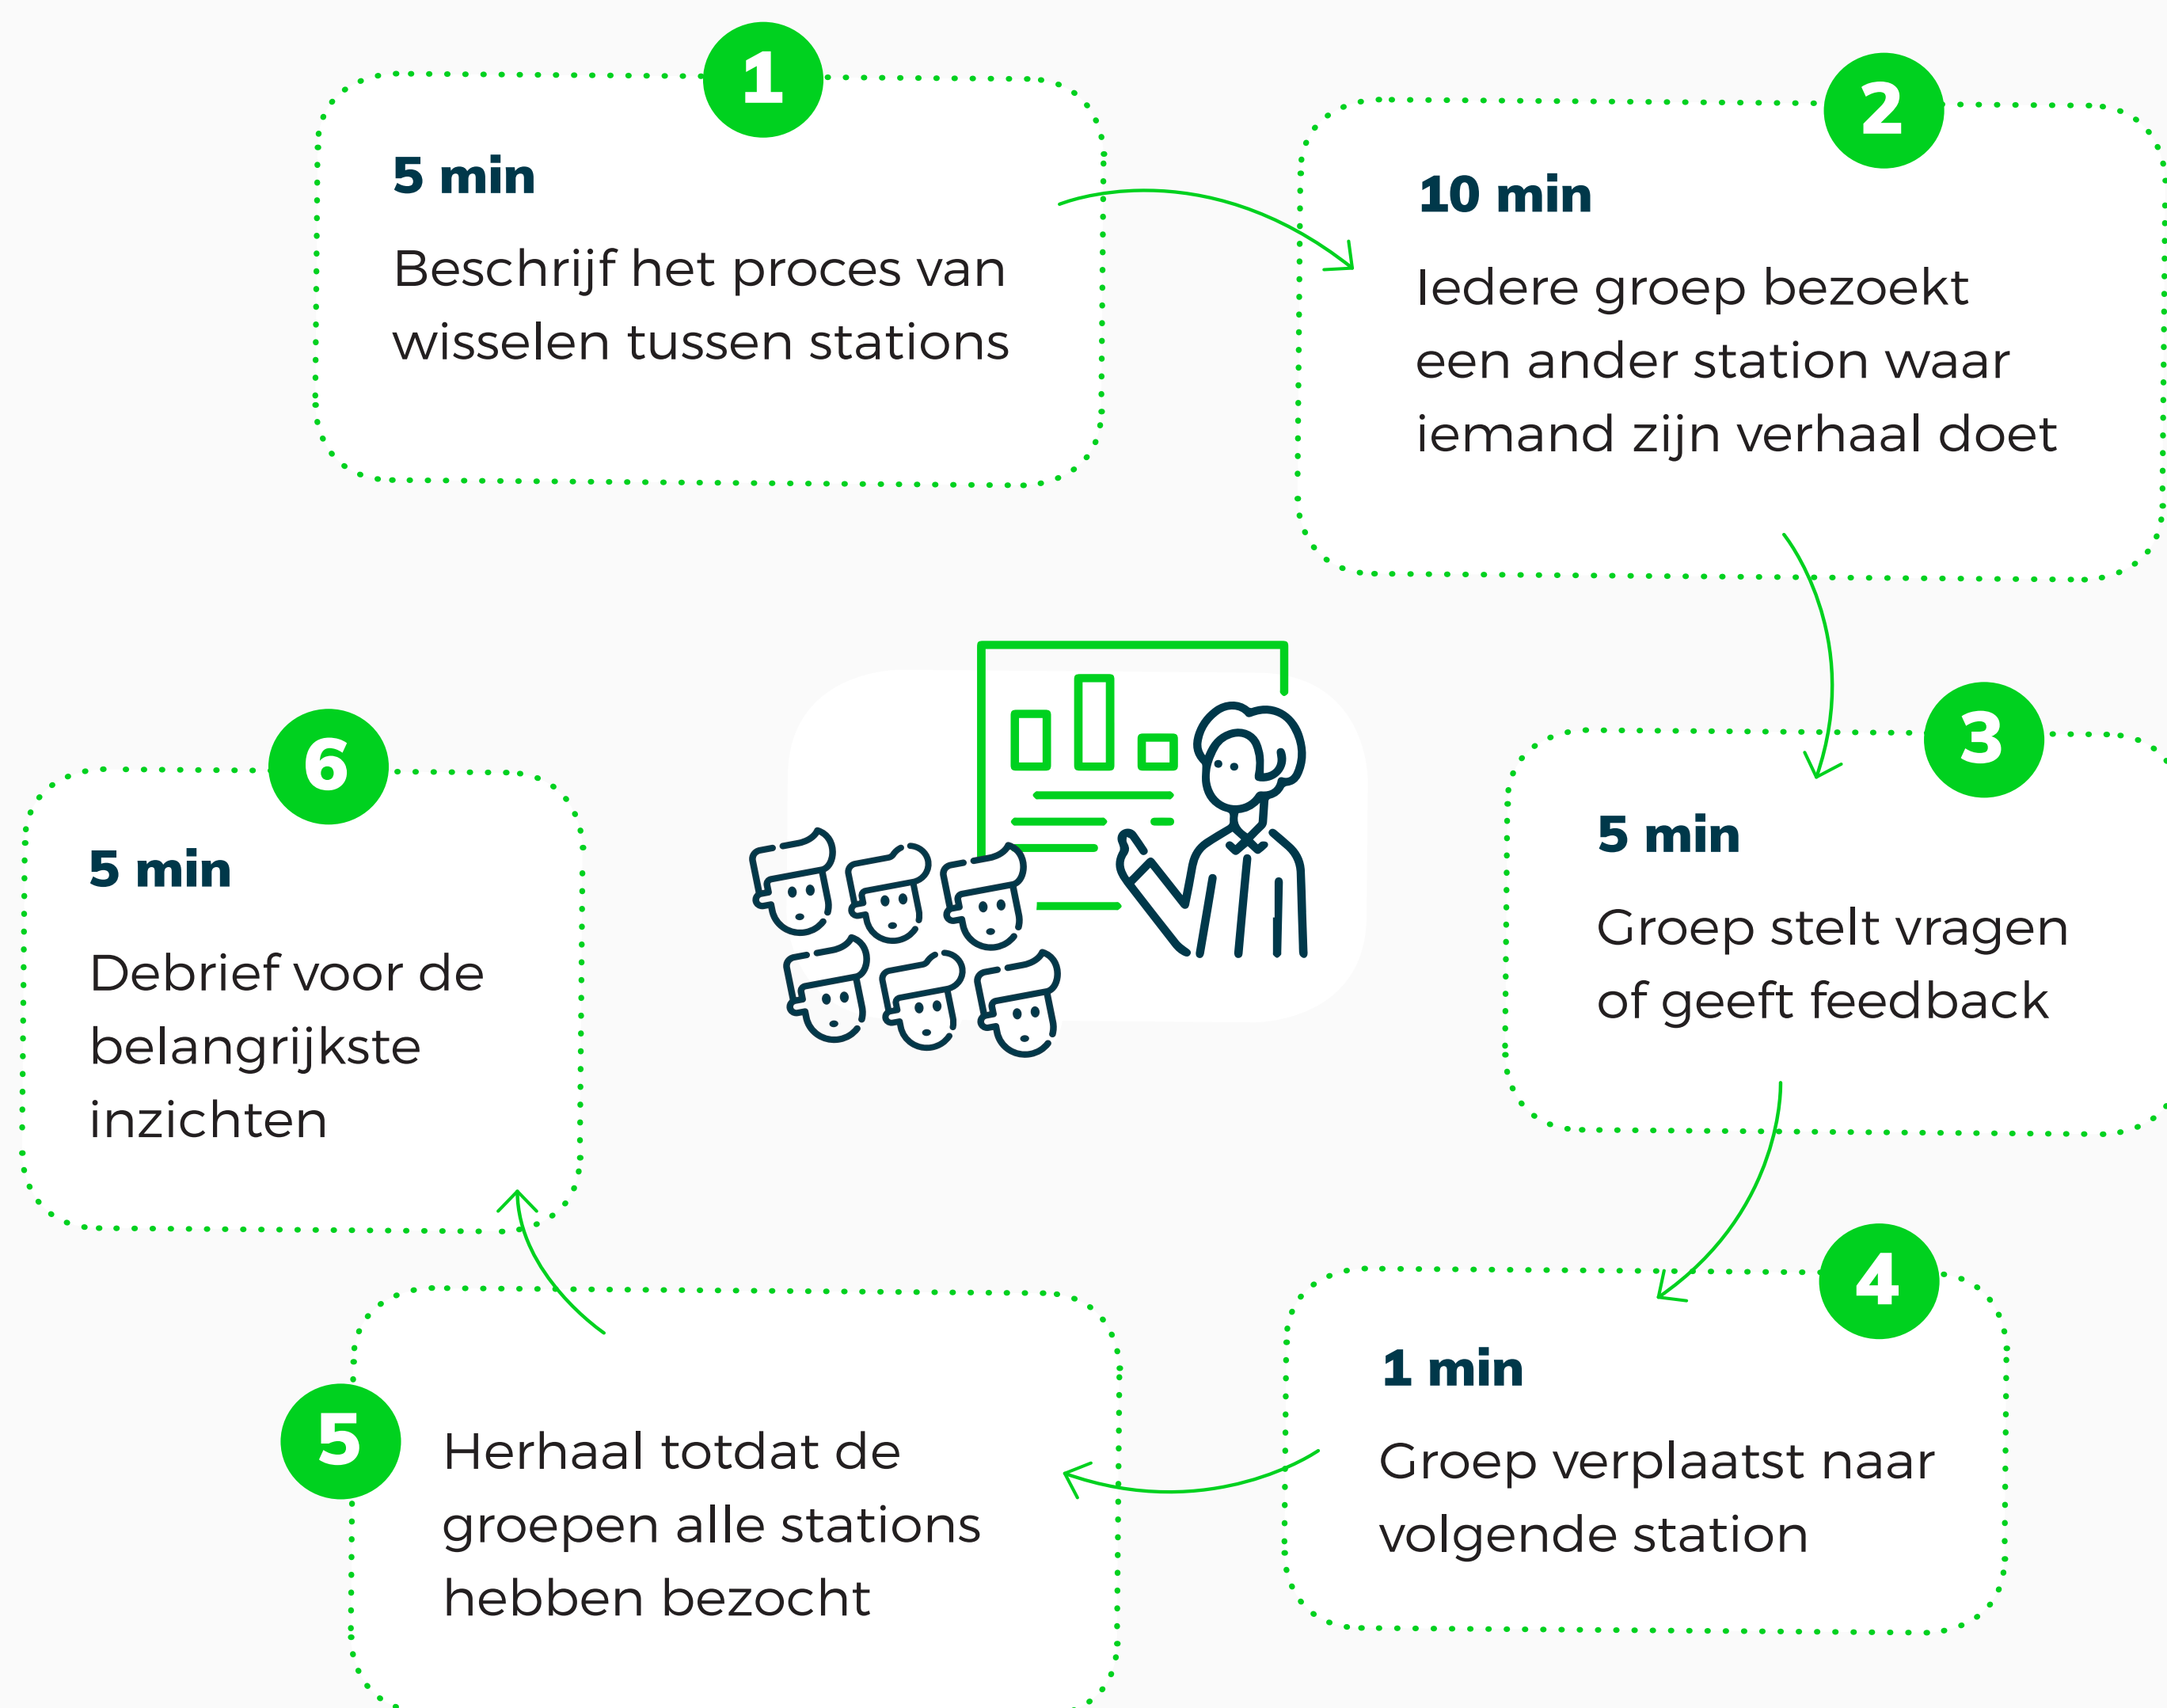 1
5 min
Beschrijf het proces van
wisselen tussen stations
2
10 min
Iedere groep bezoekt
een ander station waar
iemand zijn verhaal doet
3
5 min
Groep stelt vragen
of geeft feedback
4
1 min
Groep verplaatst naar
volgende station
5
Herhaal totdat de
groepen alle stations
hebben bezocht
6
5 min
Debrief voor de
belangrijkste
inzichten